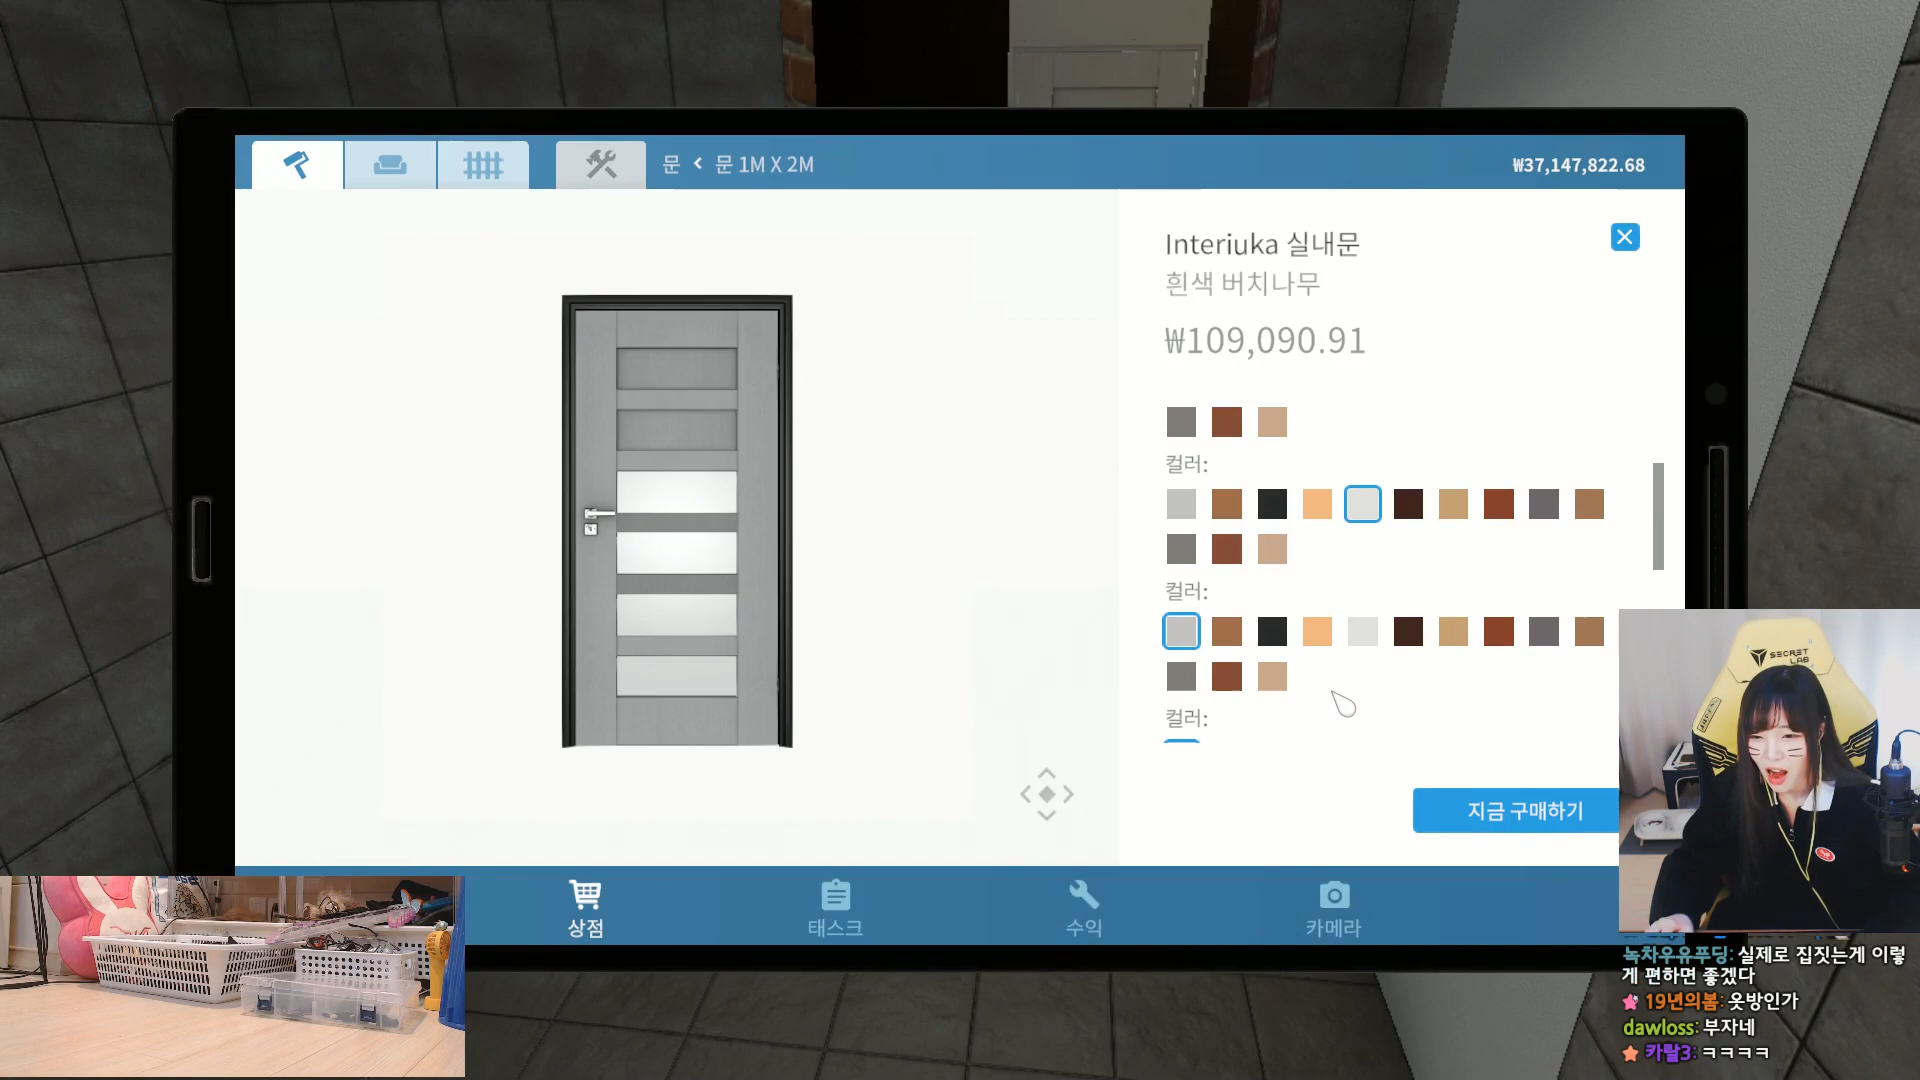 문 < 문 1M X 2M
₩37,147,822.68
Interiuka 실내문
흰색 버치나무
₩109,090.91
컬러:
컬러:
컬러:
지금 구매하기
상점
태스크
수익
카메라
SECRET
LAB
녹차우유푸딩: 실제로 집짓는게 이렇
게 편하면 좋겠다
19년의봄: 옷방인가
dawloss: 부자네
카랄3: ㅋㅋㅋㅋ